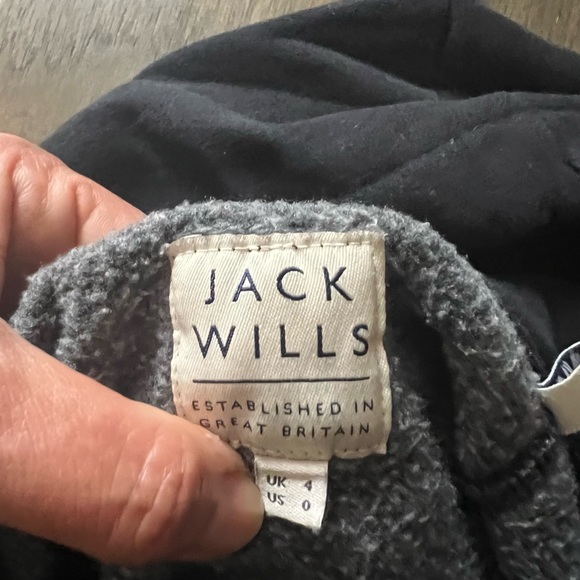 JACK
WILLS
ESTABLISHED IN
GREAT BRITAIN
UK 4
US 0